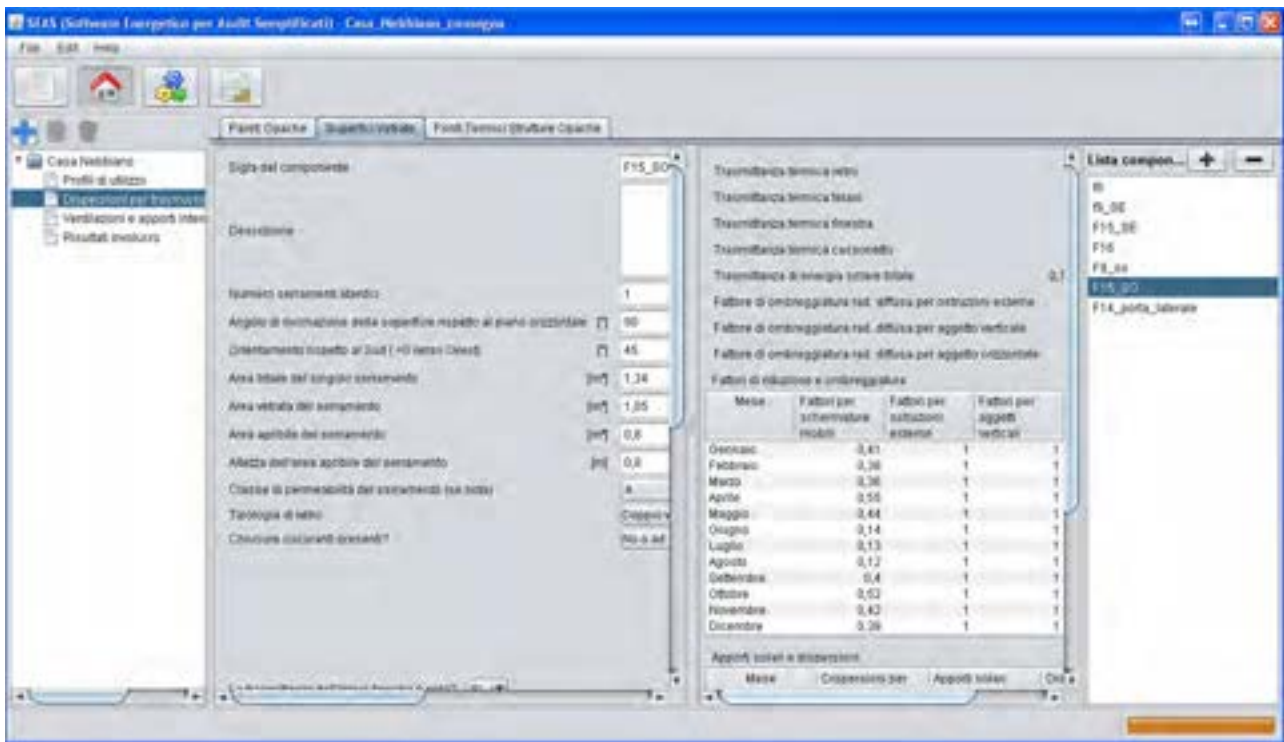 SEAS (Software Energetico per Audit Semplificati) - Casa_Nebbiano_consegna
File Edit Help
Pareti Opache Superfici vetrate Ponti Termici Strutture Opache
Casa Nebbiano
Profili di utilizzo
Dispersioni per trasmissi
Ventilazioni e apporti intern
Risultati involucro
Sigla del componente F15_SO
Descrizione
Numero serramenti identici 1
Angolo di inclinazione della superficie rispetto al piano orizzontale [°] 90
Orientamento rispetto al Sud ( >0 verso Ovest) [°] 45
Area totale del singolo serramento [m²] 1,34
Area vetrata del serramento [m²] 1,05
Area apribile del serramento [m²] 0,6
Altezza dell'area apribile del serramento [m] 0,8
Classe di permeabilità del serramento (se nota)
Tipologia di vetro Doppio v
Chiusure oscuranti presenti? No o ad
Trasmittanza termica vetro
Trasmittanza termica telaio
Trasmittanza termica finestra
Trasmittanza termica cassonetto
Trasmittanza di energia solare totale 0,7
Fattore di ombreggiatura rad. diffusa per ostruzioni esterne
Fattore di ombreggiatura rad. diffusa per aggetto verticale
Fattore di ombreggiatura rad. diffusa per aggetto orizzontale
Fattori di riduzione e ombreggiatura
Mese Fattori per schermature mobili Fattori per ostruzioni esterne Fattori per aggetti verticali
Gennaio 0,41 1 1
Febbraio 0,38 1 1
Marzo 0,36 1 1
Aprile 0,55 1 1
Maggio 0,44 1 1
Giugno 0,14 1 1
Luglio 0,13 1 1
Agosto 0,12 1 1
Settembre 0,4 1 1
Ottobre 0,52 1 1
Novembre 0,42 1 1
Dicembre 0,39 1 1
Apporti solari e dispersioni
Mese Dispersioni per Apporti solari
Lista compon...
F15_SE
F16
F15_SO
F14_porta_laterale